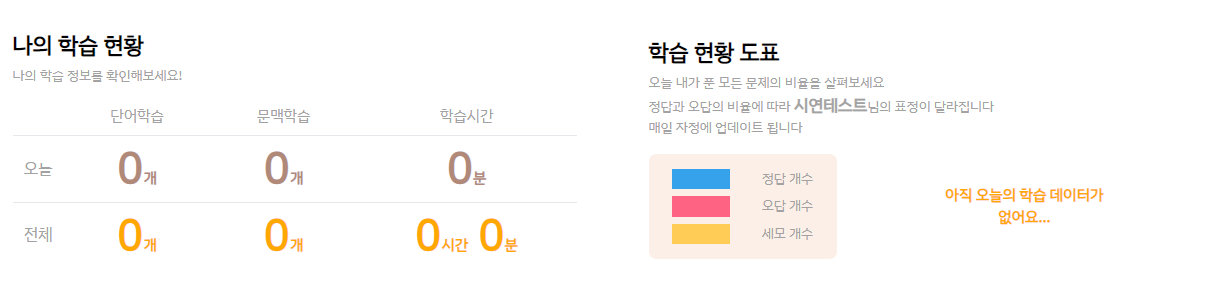 나의 학습 현황
나의 학습 정보를 확인해보세요!
단어학습 문맥학습 학습시간
오늘 0개 0개 0분
전체 0개 0개 0시간 0분
학습 현황 도표
오늘 내가 푼 모든 문제의 비율을 살펴보세요
정답과 오답의 비율에 따라 시연테스트님의 표정이 달라집니다
매일 자정에 업데이트 됩니다
정답 개수
오답 개수
세모 개수
아직 오늘의 학습 데이터가
없어요...